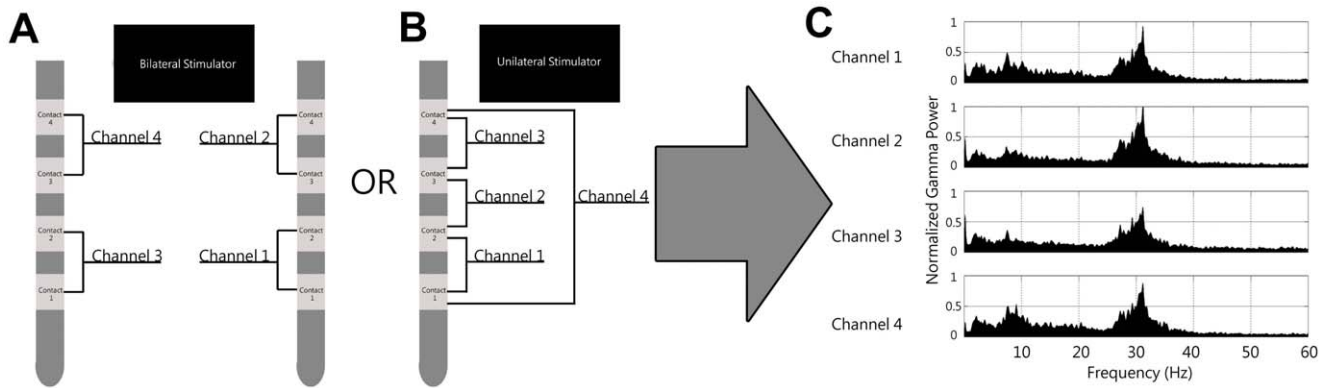 A
Bilateral Stimulator
Contact
4
Contact
3
Contact
2
Contact
1
Channel 4
Channel 3
Channel 2
Channel 1
Contact
4
Contact
3
Contact
2
Contact
1
OR
B
Unilateral Stimulator
Contact
4
Contact
3
Contact
2
Contact
1
Channel 3
Channel 2
Channel 1
Channel 4
C
Channel 1
Channel 2
Channel 3
Channel 4
Normalized Gamma Power
1
0.5
0
1
0.5
0
1
0.5
0
1
0.5
0
10 20 30 40 50 60
Frequency (Hz)